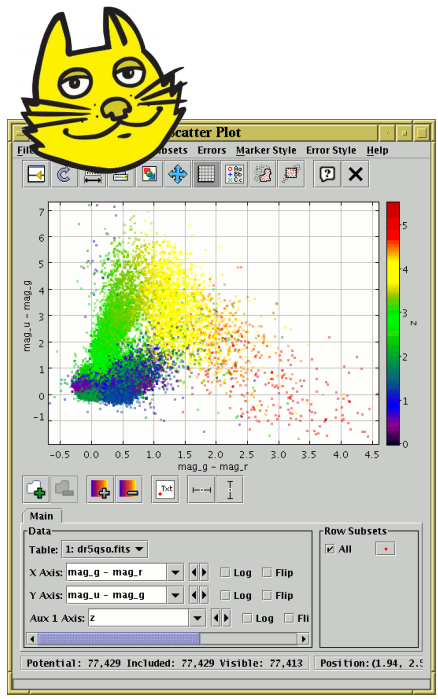 Scatter Plot
File
Subsets Errors Marker Style Error Style Help
7
6
5
4
3
2
1
0
−1
mag_u - mag_g
−0.5 0.0 0.5 1.0 1.5 2.0 2.5 3.0 3.5 4.0 4.5
mag_g - mag_r
5
4
3
2
1
0
z
Txt
Main
Data
Table: 1: dr5qso.fits
X Axis: mag_g - mag_r Log Flip
Y Axis: mag_u - mag_g Log Flip
Aux 1 Axis: z Log Fli
Row Subsets
All
Potential: 77,429 Included: 77,429 Visible: 77,413
Position: (1.94, 2.5